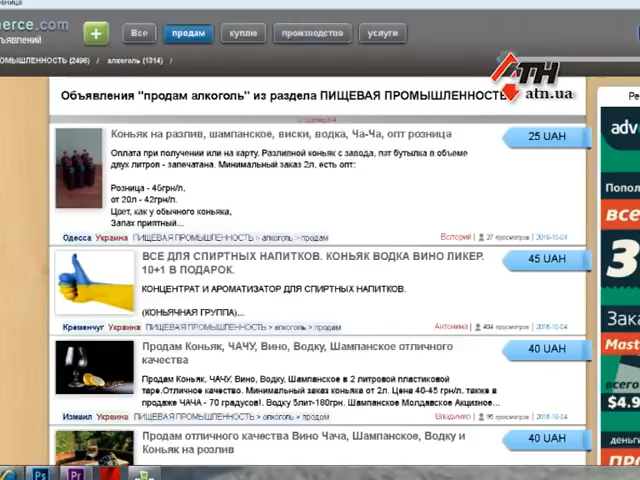 erce.com
Все
продам
куплю
производство
услуги
алкоголь (1314) /
АТН
atn.ua
Объявления "продам алкоголь" из раздела ПИЩЕВАЯ ПРОМЫШЛЕННОСТЬ
Коньяк на разлив, шампанское, виски, водка, Ча-Ча, опт розница
25 UAH
Оплата при получении или на карту. Разливной коньяк с завода, пэт бутылка в объеме
двух литров - запечатана. Минимальный заказ 2л. есть опт:
Розница - 45грн/л,
от 20л - 42грн/л.
Цвет, как у обычного коньяка,
Запах приятный...
Одесса Украина ПИЩЕВАЯ ПРОМЫШЛЕННОСТЬ > алкоголь > продам
Валерий | 27 просмотров | 2016-10-04
ВСЕ ДЛЯ СПИРТНЫХ НАПИТКОВ. КОНЬЯК ВОДКА ВИНО ЛИКЕР.
10+1 В ПОДАРОК.
45 UAH
КОНЦЕНТРАТ И АРОМАТИЗАТОР ДЛЯ СПИРТНЫХ НАПИТКОВ.
(КОНЬЯЧНАЯ ГРУППА)...
Кременчуг Украина ПИЩЕВАЯ ПРОМЫШЛЕННОСТЬ > алкоголь > продам
Антонина | просмотров | 2016-10-04
Продам Коньяк, ЧАЧУ, Вино, Водку, Шампанское отличного
качества
40 UAH
Продам Коньяк, ЧАЧУ, Вино, Водку, Шампанское в 2 литровой пластиковой
таре.Отличное качество. Минимальный заказ коньяка от 2л. Цена 40-45 грн/л. также в
продаже ЧАЧА - 70 градусов!. Водку 5лит-180грн. Шампанское Молдавское Акцизное...
Измаил Украина ПИЩЕВАЯ ПРОМЫШЛЕННОСТЬ > алкоголь > продам
Владимир | просмотров | 2016-10-04
Продам отличного качества Вино Чача, Шампанское, Водку и
Коньяк на разлив
40 UAH
adv
Попол
все
3
Зака
Mast
всего
$4.9
деньги